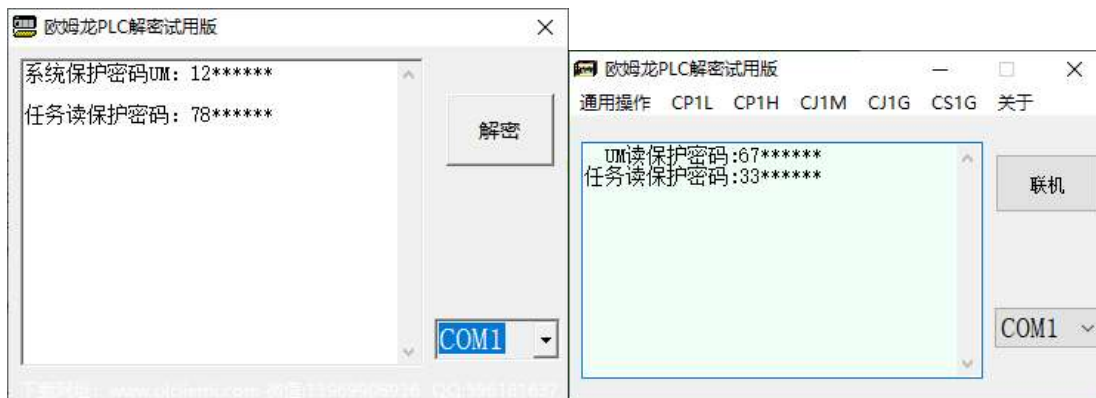 欧姆龙PLC解密试用版
系统保护密码UM: 12******
任务读保护密码: 78******
解密
COM1
欧姆龙PLC解密试用版
通用操作 CP1L CP1H CJ1M CJ1G CS1G 关于
UM读保护密码:67******
任务读保护密码:33******
联机
COM1